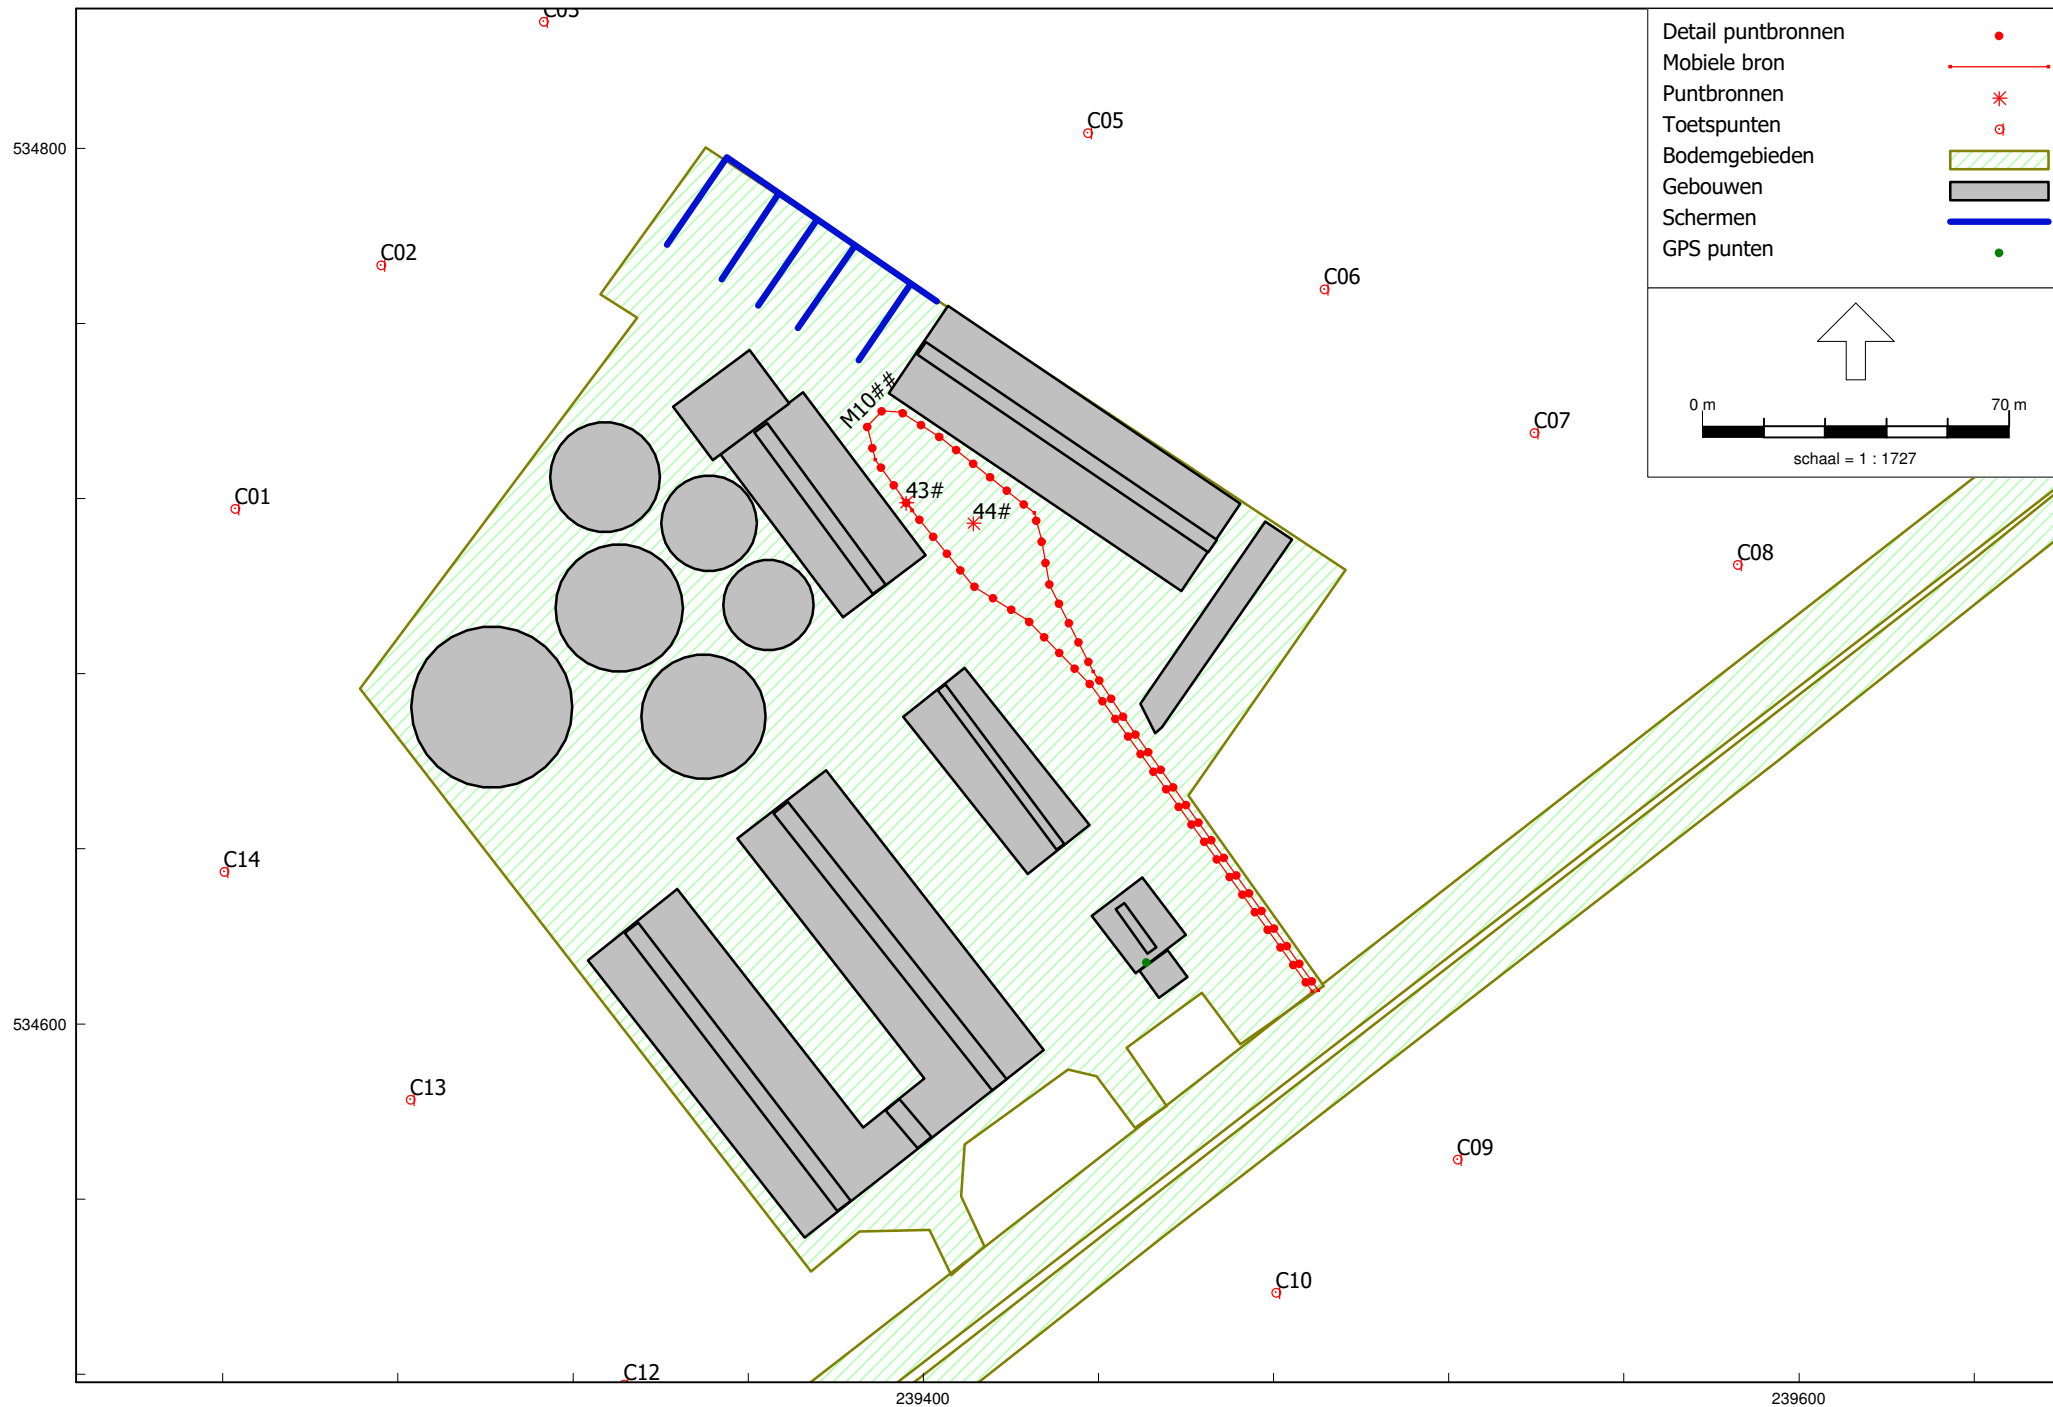 C03
Detail puntbronnen
Mobiele bron
Puntbronnen
Toetspunten
Bodemgebieden
Gebouwen
Schermen
GPS punten
0 m 70 m
schaal = 1 : 1727
C05
534800
C02
C06
M10##
C07
43#
C01
44#
C08
C14
534600
C13
C09
C10
C12
239400
239600